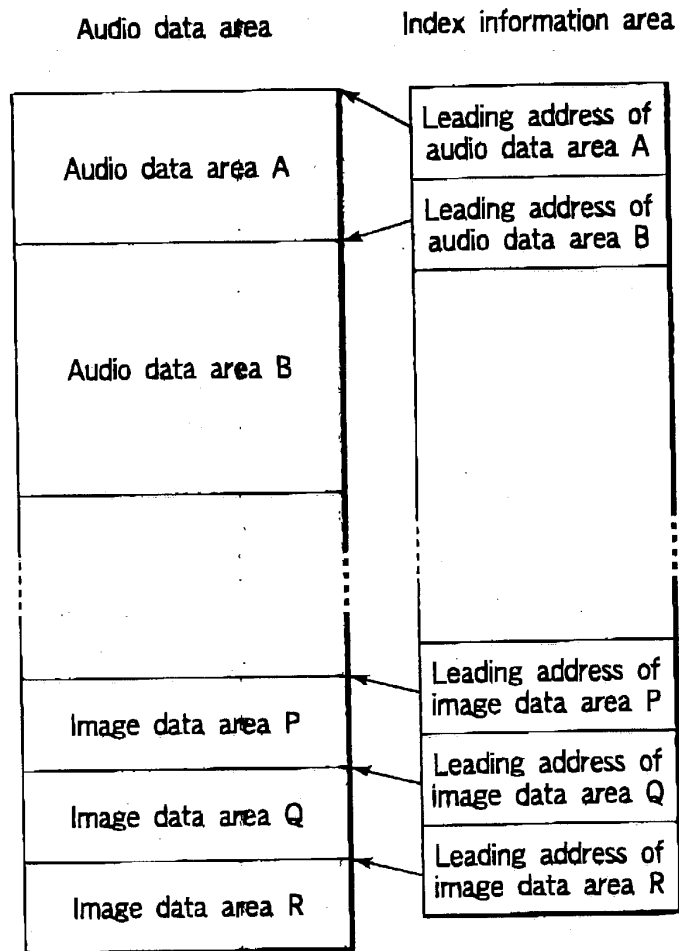 Audio data area
Index information area
Audio data area A
Audio data area B
Image data area P
Image data area Q
Image data area R
Leading address of
audio data area A
Leading address of
audio data area B
Leading address of
image data area P
Leading address of
image data area Q
Leading address of
image data area R